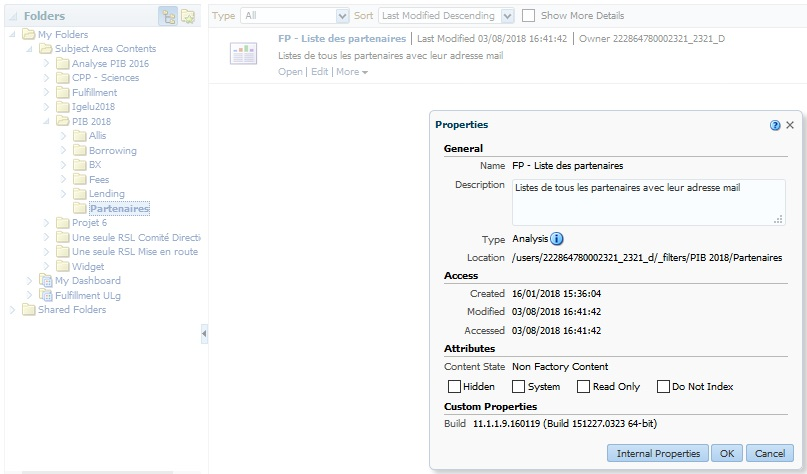 Folders
My Folders
Subject Area Contents
Analyse PIB 2016
CPP - Sciences
Fulfillment
Igelu2018
PIB 2018
Allis
Borrowing
BX
Fees
Lending
Partenaires
Projet 6
Une seule RSL Comité Directi
Une seule RSL Mise en route
Widget
My Dashboard
Fulfillment ULg
Shared Folders
Type All Sort Last Modified Descending Show More Details
FP - Liste des partenaires | Last Modified 03/08/2018 16:41:42 | Owner 222864780002321_2321_D
Listes de tous les partenaires avec leur adresse mail
Open | Edit | More
Properties
General
Name FP - Liste des partenaires
Description Listes de tous les partenaires avec leur adresse mail
Type Analysis
Location /users/222864780002321_2321_d/_filters/PIB 2018/Partenaires
Access
Created 16/01/2018 15:36:04
Modified 03/08/2018 16:41:42
Accessed 03/08/2018 16:41:42
Attributes
Content State Non Factory Content
Hidden System Read Only Do Not Index
Custom Properties
Build 11.1.1.9.160119 (Build 151227.0323 64-bit)
Internal Properties OK Cancel